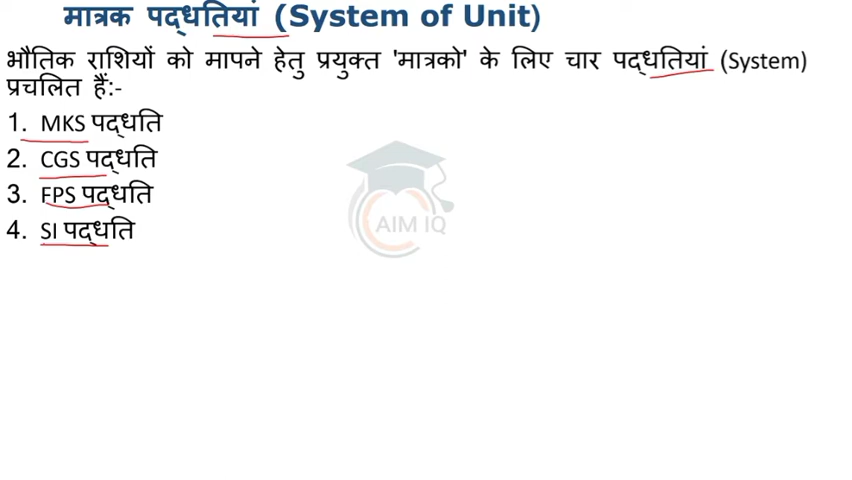 मात्रक पद्धतियां (System of Unit)
भौतिक राशियों को मापने हेतु प्रयुक्त 'मात्रको' के लिए चार पद्धतियां (System)
प्रचलित हैं:-
1. MKS पद्धति
2. CGS पद्धति
3. FPS पद्धति
4. SI पद्धति
AIM IQ